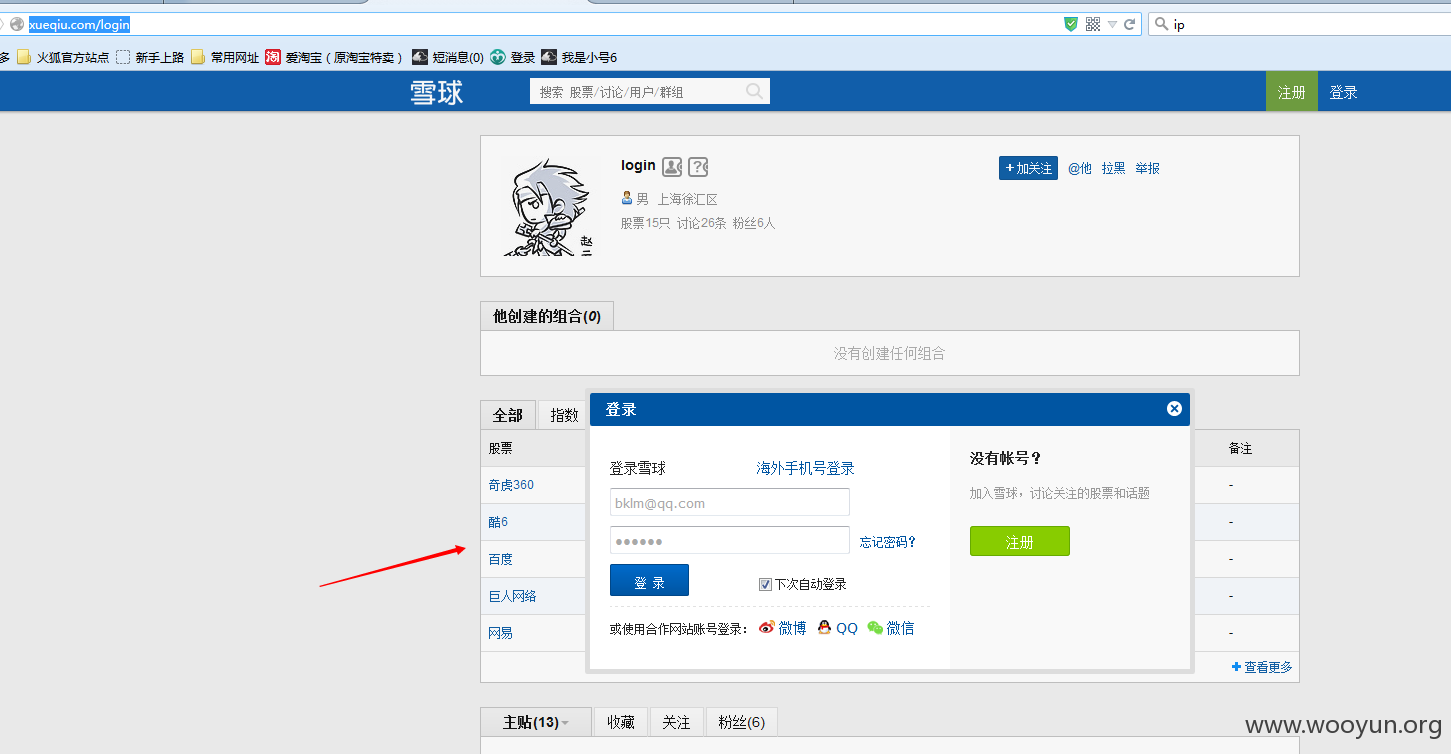 xueqiu.com/login
ip
多 火狐官方站点 新手上路 常用网址 淘 爱淘宝（原淘宝特卖） 短消息(0) 登录 我是小号6
雪球 搜索 股票/讨论/用户/群组 注册 登录
login
+加关注 @他 拉黑 举报
男 上海徐汇区
股票15只 讨论26条 粉丝6人
赵二
他创建的组合(0)
没有创建任何组合
全部 指数
股票 备注
奇虎360 -
酷6 -
百度 -
巨人网络 -
网易 -
+查看更多
登录
登录雪球 海外手机号登录
bklm@qq.com
忘记密码?
登 录 下次自动登录
或使用合作网站账号登录： 微博 QQ 微信
没有帐号?
加入雪球，讨论关注的股票和话题
注册
主贴(13) 收藏 关注 粉丝(6)
www.wooyun.org